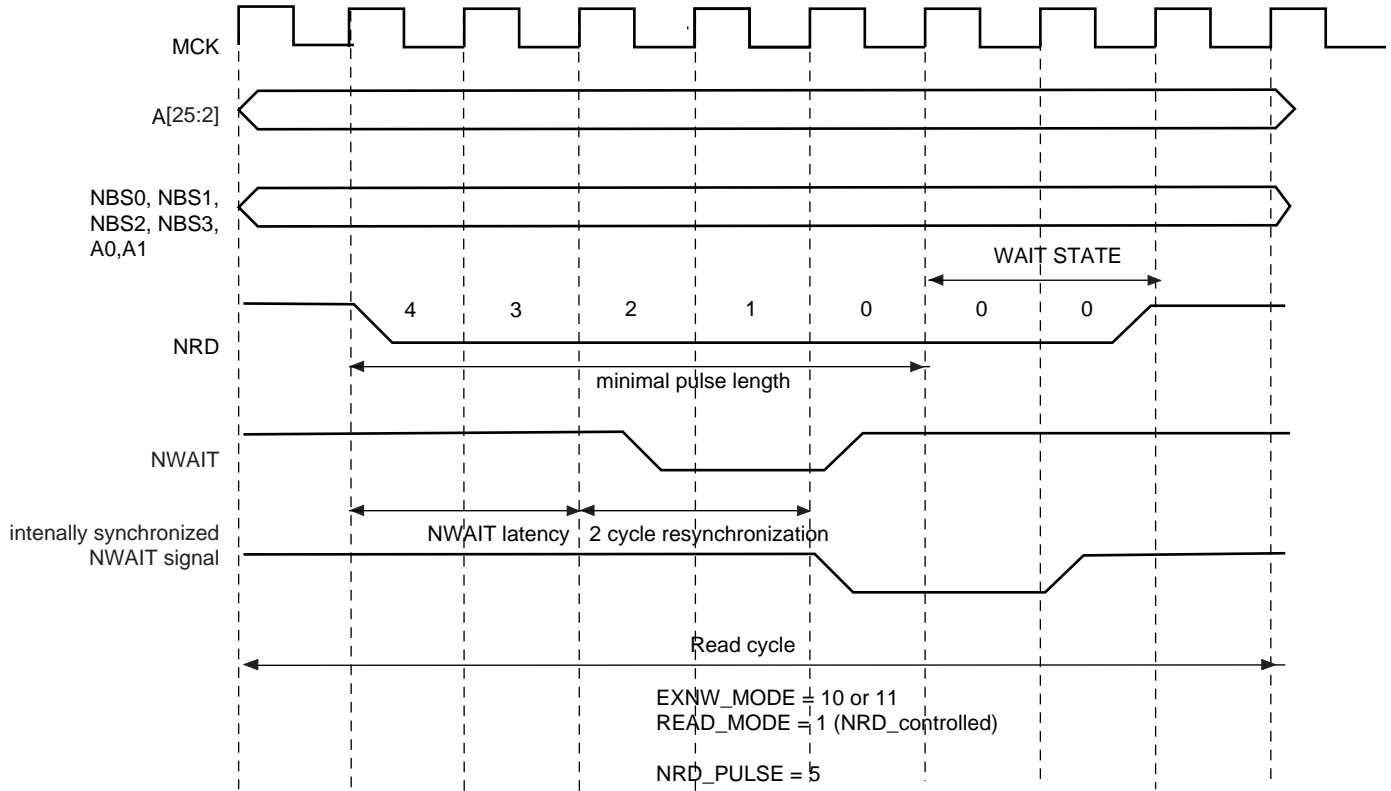 MCK
A[25:2]
NBS0, NBS1,
NBS2, NBS3,
A0,A1
WAIT STATE
4 3 2 1 0 0 0
NRD
minimal pulse length
NWAIT
intenally synchronized
NWAIT signal
NWAIT latency 2 cycle resynchronization
Read cycle
EXNW_MODE = 10 or 11
READ_MODE = 1 (NRD_controlled)
NRD_PULSE = 5